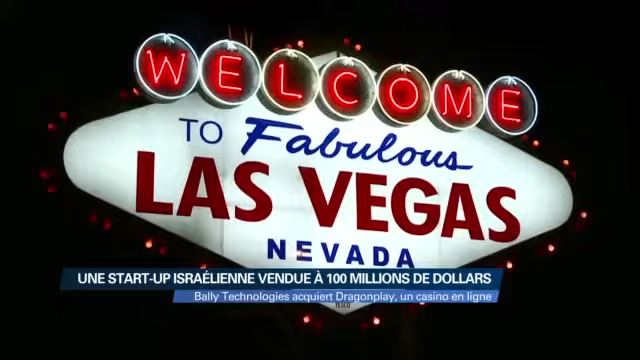 WELCOME
TO Fabulous
LAS VEGAS
NEVADA
UNE START-UP ISRAÉLIENNE VENDUE À 100 MILLIONS DE DOLLARS
Bally Technologies acquiert Dragonplay, un casino en ligne